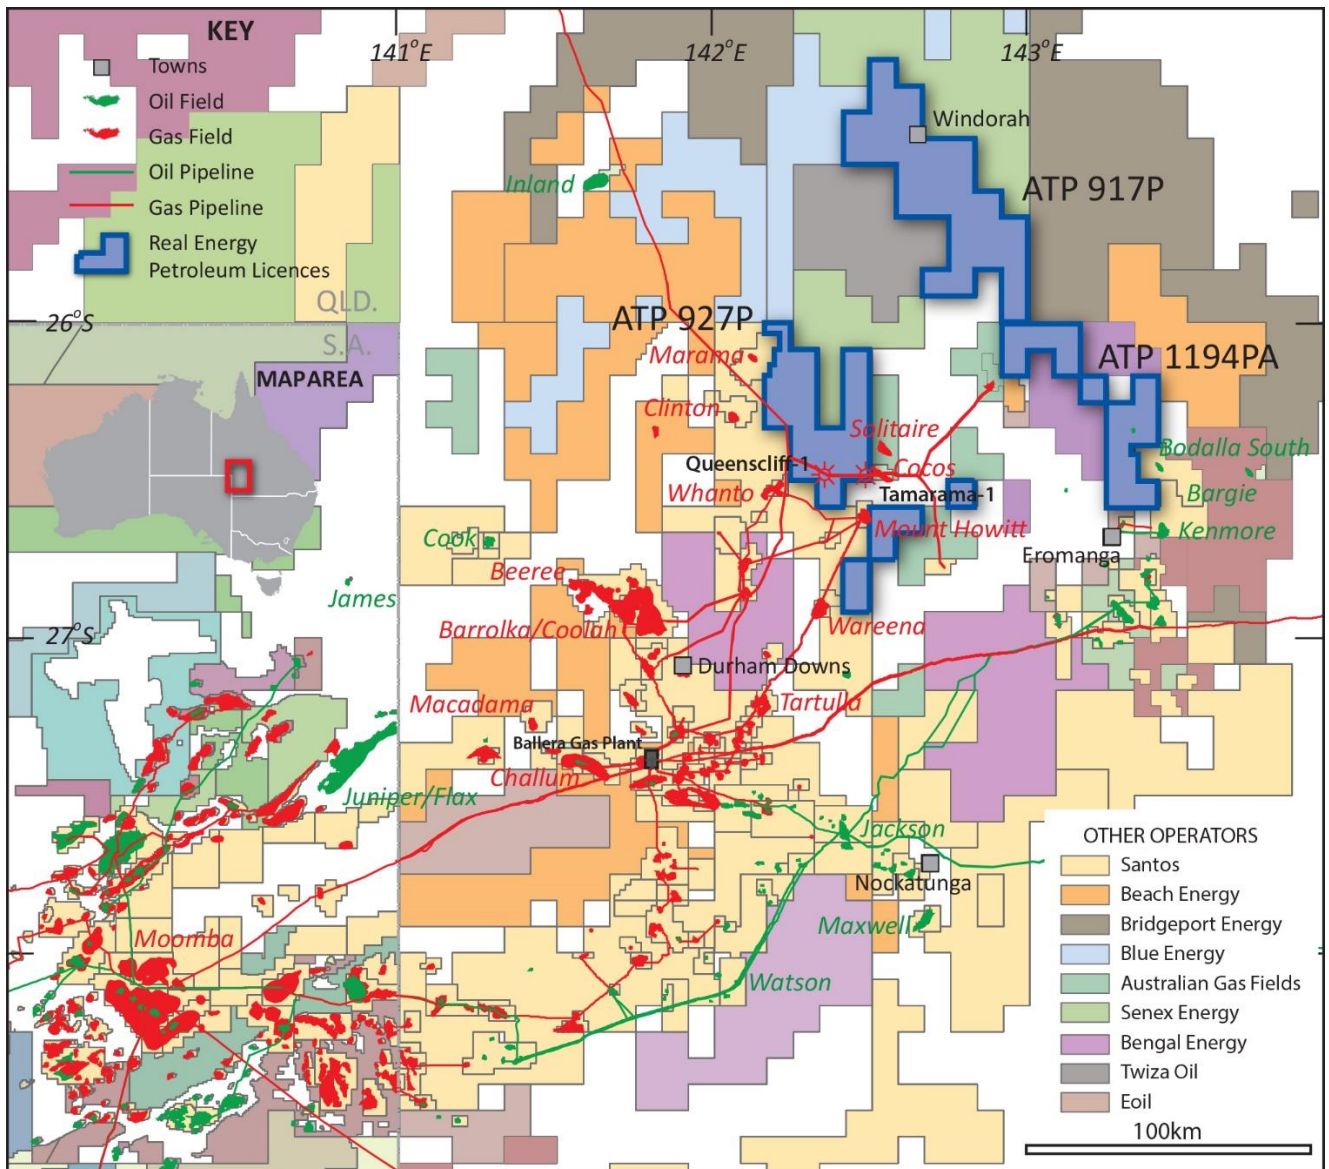 KEY
Towns
Oil Field
Gas Field
Oil Pipeline
Gas Pipeline
Real Energy
Petroleum Licences
141°E
142°E
143°E
Windorah
Inland
ATP 917P
QLD.
26°S
S.A.
ATP 927P
MAP AREA
Marama
ATP 1194PA
Clinton
Solitaire
Bodalla South
Queenscliff-1
Cocos
Whanto
Tamarama-1
Bargie
Mount Howitt
Kenmore
Cook
Eromanga
Beeree
James
Barrolka/Coolah
Wareena
27°S
Durham Downs
Macadama
Tartulla
Ballera Gas Plant
Challum
Juniper/Flax
Jackson
Nockatunga
Maxwell
Moomba
Watson
OTHER OPERATORS
Santos
Beach Energy
Bridgeport Energy
Blue Energy
Australian Gas Fields
Senex Energy
Bengal Energy
Twiza Oil
Eoil
100km